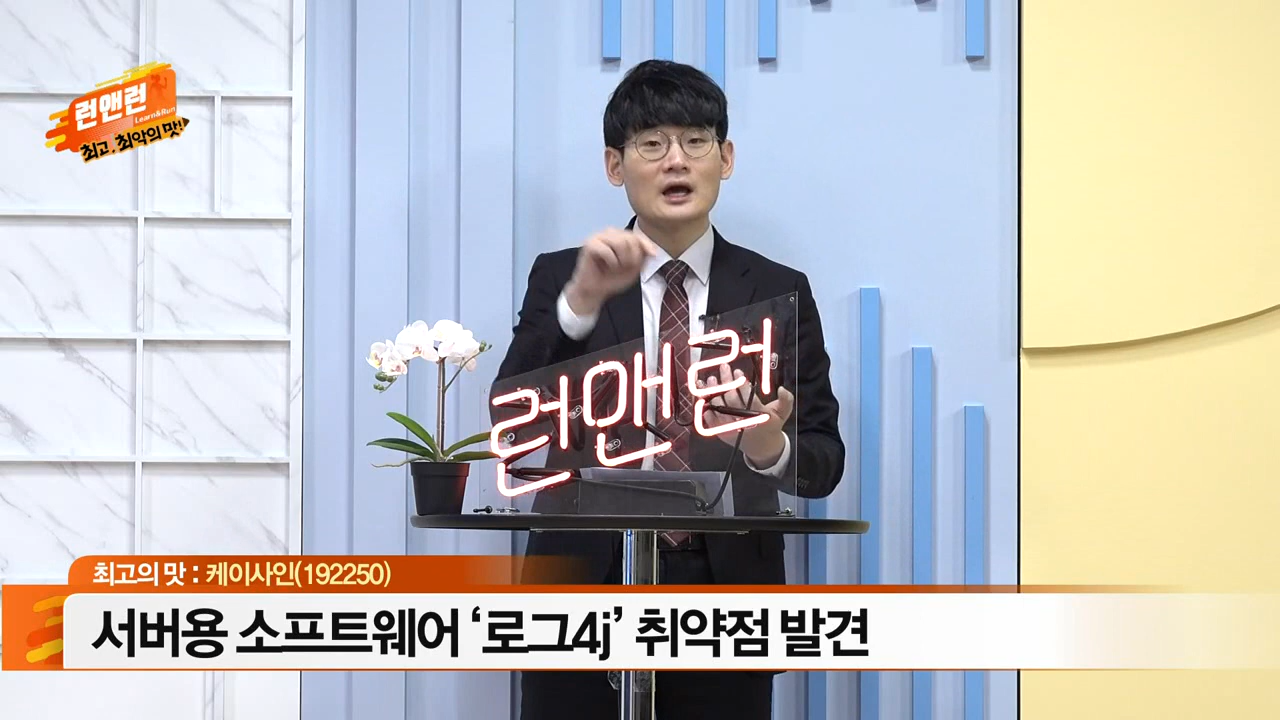 런앤런
Learn&Run
최고, 최악의 맛!
런앤런
최고의 맛 : 케이사인(192250)
서버용 소프트웨어 ‘로그4j’ 취약점 발견